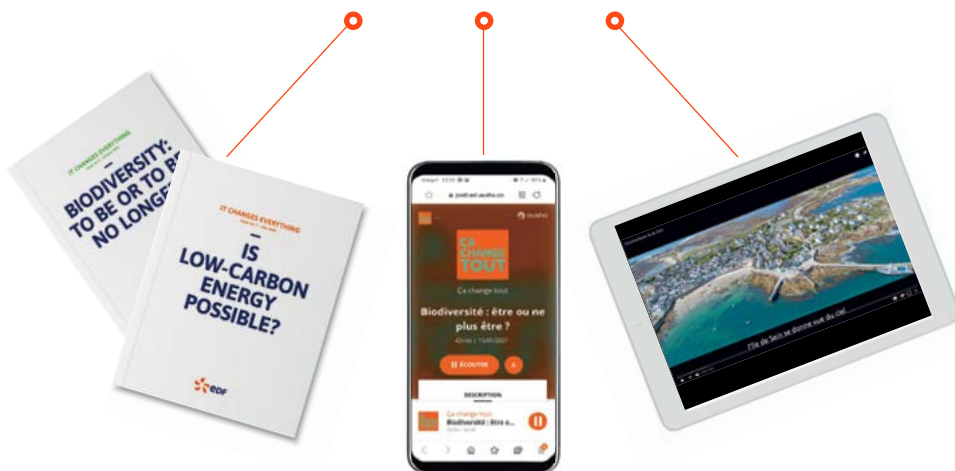 IT CHANGES EVERYTHING
BIODIVERSITY:
TO BE OR TO BE
NO LONGE
IT CHANGES EVERYTHING
IS
LOW-CARBON
ENERGY
POSSIBLE?
EDF
podcast.ausha.co
ausha
ÇA
CHANGE
TOUT
Ça change tout
Biodiversité : être ou ne
plus être ?
ÉCOUTER
DESCRIPTION
Ça change tout
Biodiversité : être o...
l'île de Sein se donne vue du ciel